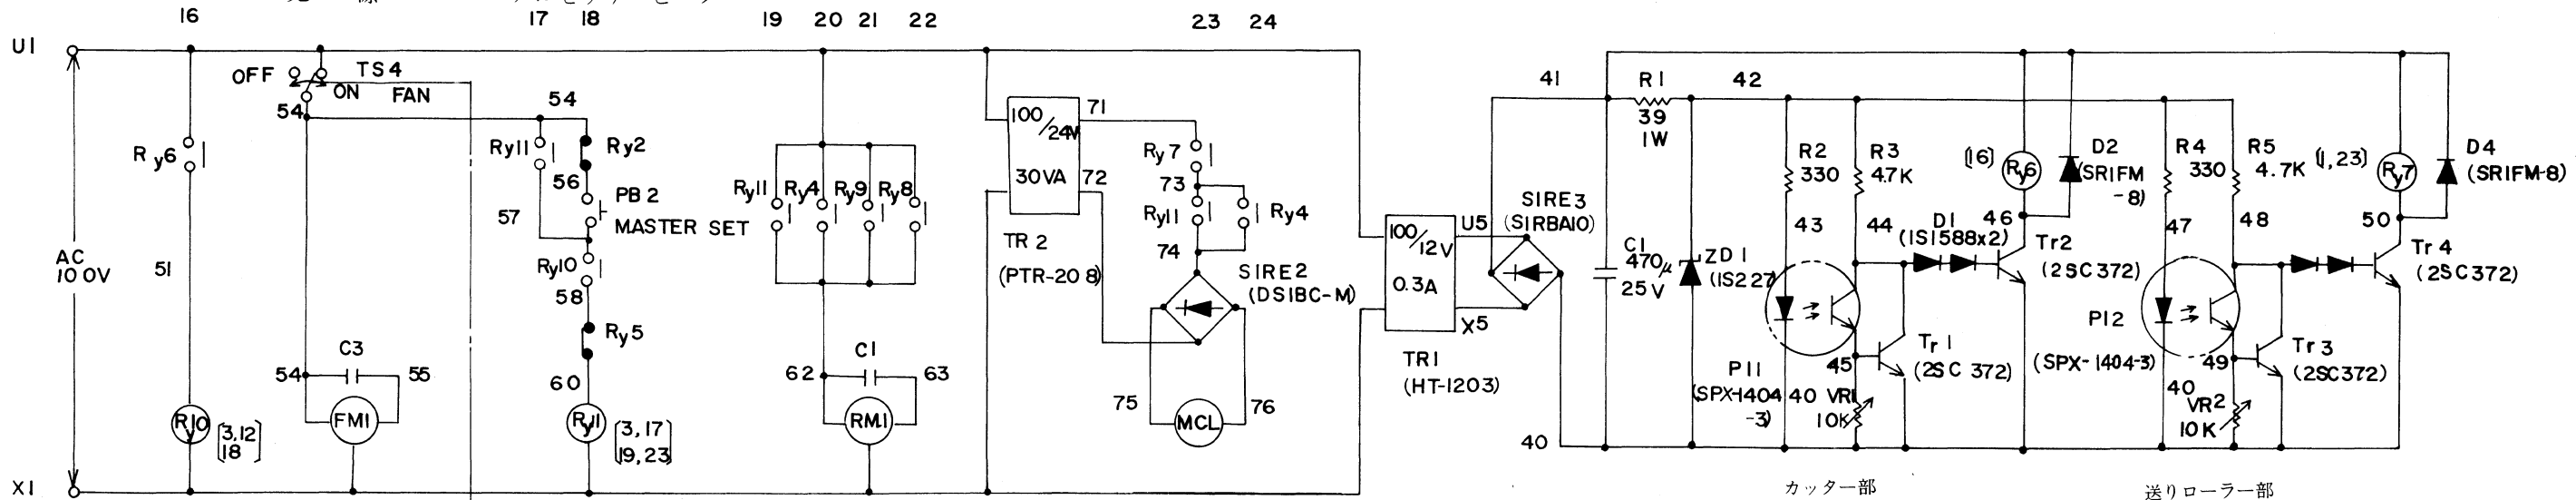 16 17 18 19 20 21 22 23 24
U1
OFF TS4
ON FAN
54
54
Ry6
Ry11 Ry2
56
PB2
57 MASTER SET
Ry10
58
Ry5
60
AC
100V
51
Ry10 [3,12
18]
C3
54 55
FM1
Ry11 [3,17
19,23]
Ry11 Ry4 Ry9 Ry8
C1
62 63
RM1
100/24V
30VA
71
72
TR2
(PTR-208)
Ry7
73
Ry11 Ry4
74
SIRE2
(DSIBC-M)
75 76
MCL
100/12V
0.3A
U5
X5
TR1
(HT-1203)
SIRE3
(SIRBA10)
41 R1 42
39
1W
C1
470μ
25V
ZD1
(IS227)
R2
330
R3
4.7K
43 44
D1
(IS1588x2)
[16] Ry6
D2
(SRIFM
-8)
46
Tr2
(2SC372)
P11
(SPX-1404
-3)
45
Tr1
(2SC372)
40 VR1
10K
40
R4
330
R5
4.7K
47 48
[1,23] Ry7
D4
(SRIFM-8)
50
Tr4
(2SC372)
P12
(SPX-1404-3)
49
Tr3
(2SC372)
40
VR2
10K
X1
カッター部
送りローラー部